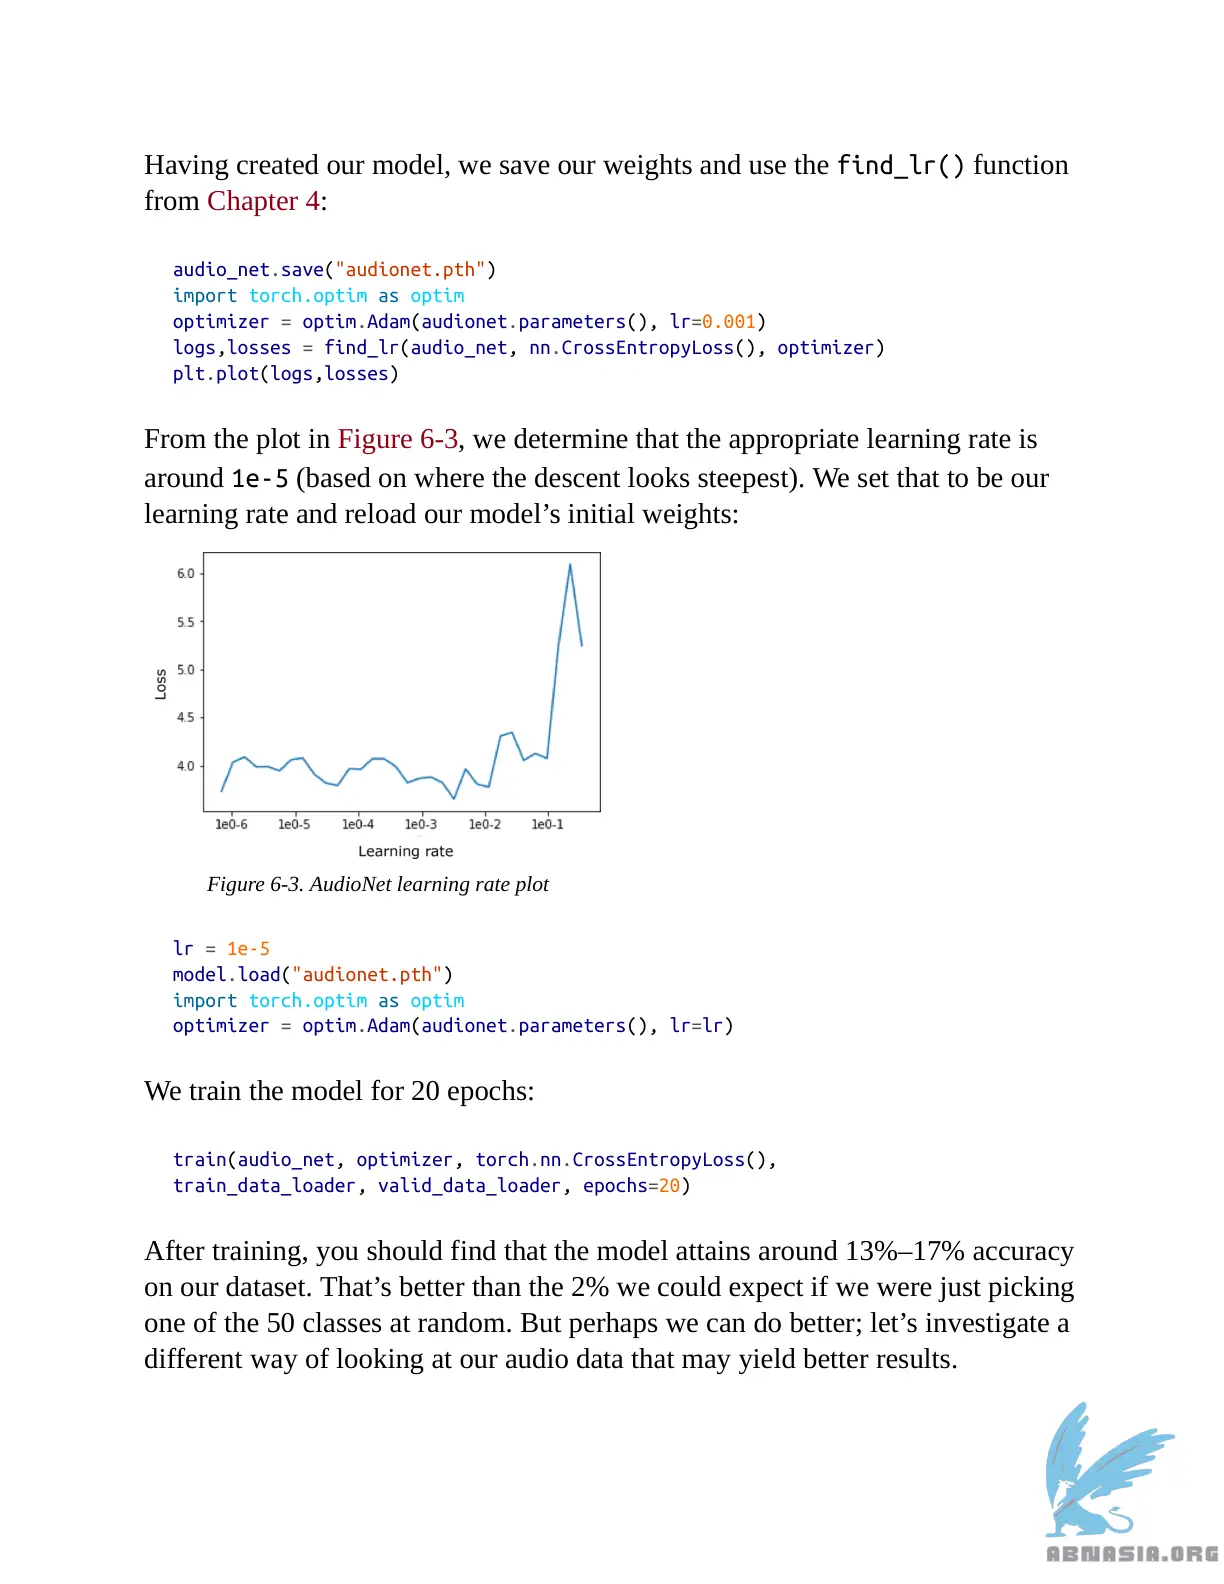 Having created our model, we save our weights and use the find_lr() function
from Chapter 4:
audio_net.save("audionet.pth")
import torch.optim as optim
optimizer = optim.Adam(audionet.parameters(), lr=0.001)
logs,losses = find_lr(audio_net, nn.CrossEntropyLoss(), optimizer)
plt.plot(logs,losses)
From the plot in Figure 6-3, we determine that the appropriate learning rate is
around 1e-5 (based on where the descent looks steepest). We set that to be our
learning rate and reload our model’s initial weights:
6.0
5.5
5.0
4.5
4.0
Loss
1e0-6 1e0-5 1e0-4 1e0-3 1e0-2 1e0-1
Learning rate
Figure 6-3. AudioNet learning rate plot
lr = 1e-5
model.load("audionet.pth")
import torch.optim as optim
optimizer = optim.Adam(audionet.parameters(), lr=lr)
We train the model for 20 epochs:
train(audio_net, optimizer, torch.nn.CrossEntropyLoss(),
train_data_loader, valid_data_loader, epochs=20)
After training, you should find that the model attains around 13%–17% accuracy
on our dataset. That’s better than the 2% we could expect if we were just picking
one of the 50 classes at random. But perhaps we can do better; let’s investigate a
different way of looking at our audio data that may yield better results.
ABNASIA.ORG